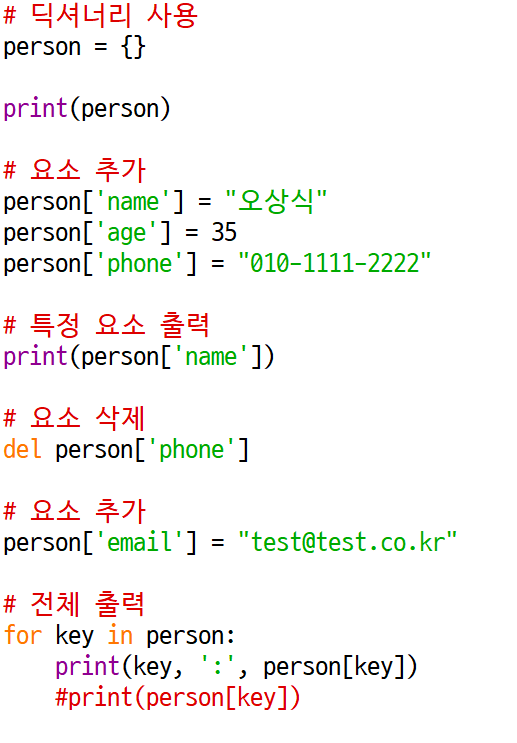 # 딕셔너리 사용
person = {}
print(person)
# 요소 추가
person['name'] = "오상식"
person['age'] = 35
person['phone'] = "010-1111-2222"
# 특정 요소 출력
print(person['name'])
# 요소 삭제
del person['phone']
# 요소 추가
person['email'] = "test@test.co.kr"
# 전체 출력
for key in person:
    print(key, ':', person[key])
    #print(person[key])